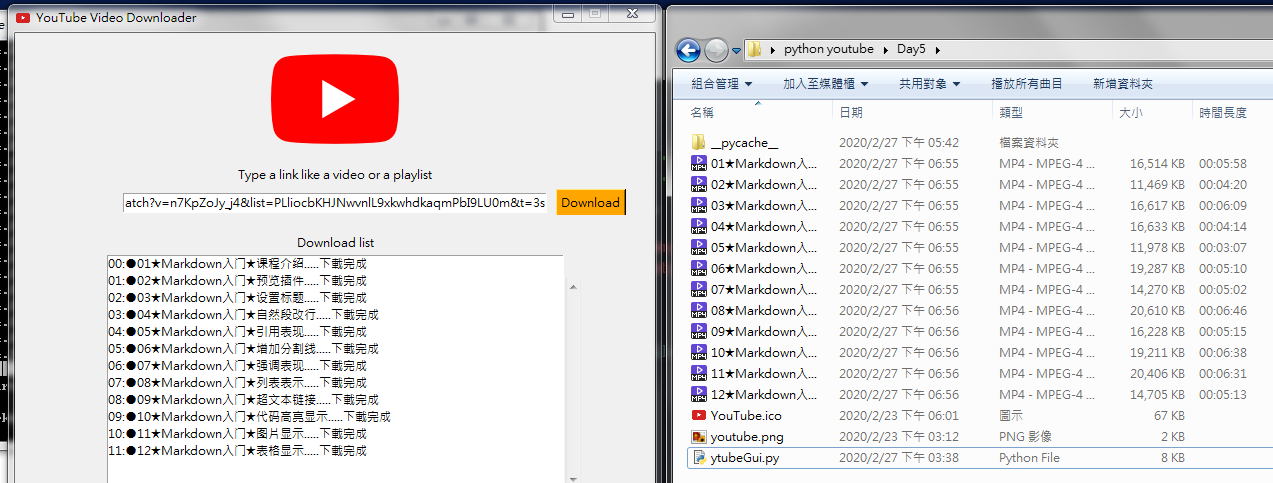 YouTube Video Downloader
Type a link like a video or a playlist
atch?v=n7KpZoJy_j4&list=PLliocbKHJNwvnlL9xkwhdkaqmPbI9LU0m&t=3s
Download
Download list
00:●01★Markdown入门★课程介绍.....下載完成
01:●02★Markdown入门★预览插件.....下載完成
02:●03★Markdown入门★设置标题.....下載完成
03:●04★Markdown入门★自然段改行.....下載完成
04:●05★Markdown入门★引用表现.....下載完成
05:●06★Markdown入门★增加分割线.....下載完成
06:●07★Markdown入门★强调表现.....下載完成
07:●08★Markdown入门★列表表示.....下載完成
08:●09★Markdown入门★超文本链接.....下載完成
09:●10★Markdown入门★代码高亮显示.....下載完成
10:●11★Markdown入门★图片显示.....下載完成
11:●12★Markdown入门★表格显示.....下載完成
python youtube Day5
組合管理 加入至媒體櫃 共用對象 播放所有曲目 新增資料夾
名稱 日期 類型 大小 時間長度
__pycache__ 2020/2/27 下午 05:42 檔案資料夾
01★Markdown入... 2020/2/27 下午 06:55 MP4 - MPEG-4 ... 16,514 KB 00:05:58
02★Markdown入... 2020/2/27 下午 06:55 MP4 - MPEG-4 ... 11,469 KB 00:04:20
03★Markdown入... 2020/2/27 下午 06:55 MP4 - MPEG-4 ... 16,617 KB 00:06:09
04★Markdown入... 2020/2/27 下午 06:55 MP4 - MPEG-4 ... 16,633 KB 00:04:14
05★Markdown入... 2020/2/27 下午 06:55 MP4 - MPEG-4 ... 11,978 KB 00:03:07
06★Markdown入... 2020/2/27 下午 06:55 MP4 - MPEG-4 ... 19,287 KB 00:05:10
07★Markdown入... 2020/2/27 下午 06:55 MP4 - MPEG-4 ... 14,270 KB 00:05:02
08★Markdown入... 2020/2/27 下午 06:56 MP4 - MPEG-4 ... 20,610 KB 00:06:46
09★Markdown入... 2020/2/27 下午 06:56 MP4 - MPEG-4 ... 16,228 KB 00:05:15
10★Markdown入... 2020/2/27 下午 06:56 MP4 - MPEG-4 ... 19,211 KB 00:06:38
11★Markdown入... 2020/2/27 下午 06:56 MP4 - MPEG-4 ... 20,406 KB 00:06:31
12★Markdown入... 2020/2/27 下午 06:56 MP4 - MPEG-4 ... 14,705 KB 00:05:13
YouTube.ico 2020/2/23 下午 06:01 圖示 67 KB
youtube.png 2020/2/23 下午 03:12 PNG 影像 2 KB
ytubeGui.py 2020/2/27 下午 03:38 Python File 8 KB